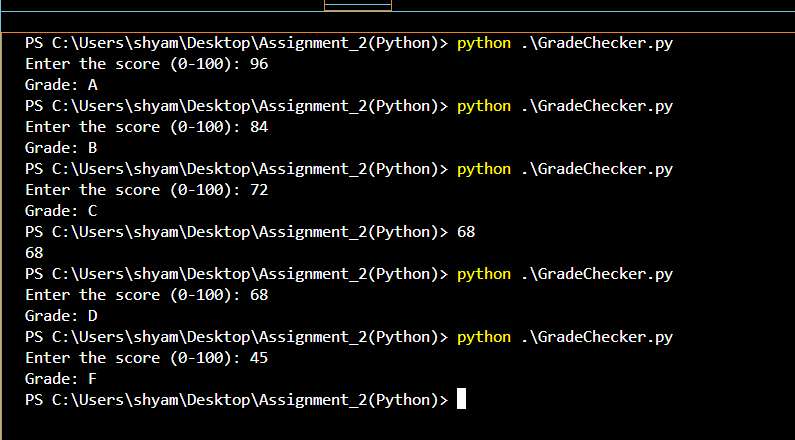 PS C:\Users\shyam\Desktop\Assignment_2(Python)> python .\GradeChecker.py
Enter the score (0-100): 96
Grade: A
PS C:\Users\shyam\Desktop\Assignment_2(Python)> python .\GradeChecker.py
Enter the score (0-100): 84
Grade: B
PS C:\Users\shyam\Desktop\Assignment_2(Python)> python .\GradeChecker.py
Enter the score (0-100): 72
Grade: C
PS C:\Users\shyam\Desktop\Assignment_2(Python)> 68
68
PS C:\Users\shyam\Desktop\Assignment_2(Python)> python .\GradeChecker.py
Enter the score (0-100): 68
Grade: D
PS C:\Users\shyam\Desktop\Assignment_2(Python)> python .\GradeChecker.py
Enter the score (0-100): 45
Grade: F
PS C:\Users\shyam\Desktop\Assignment_2(Python)>